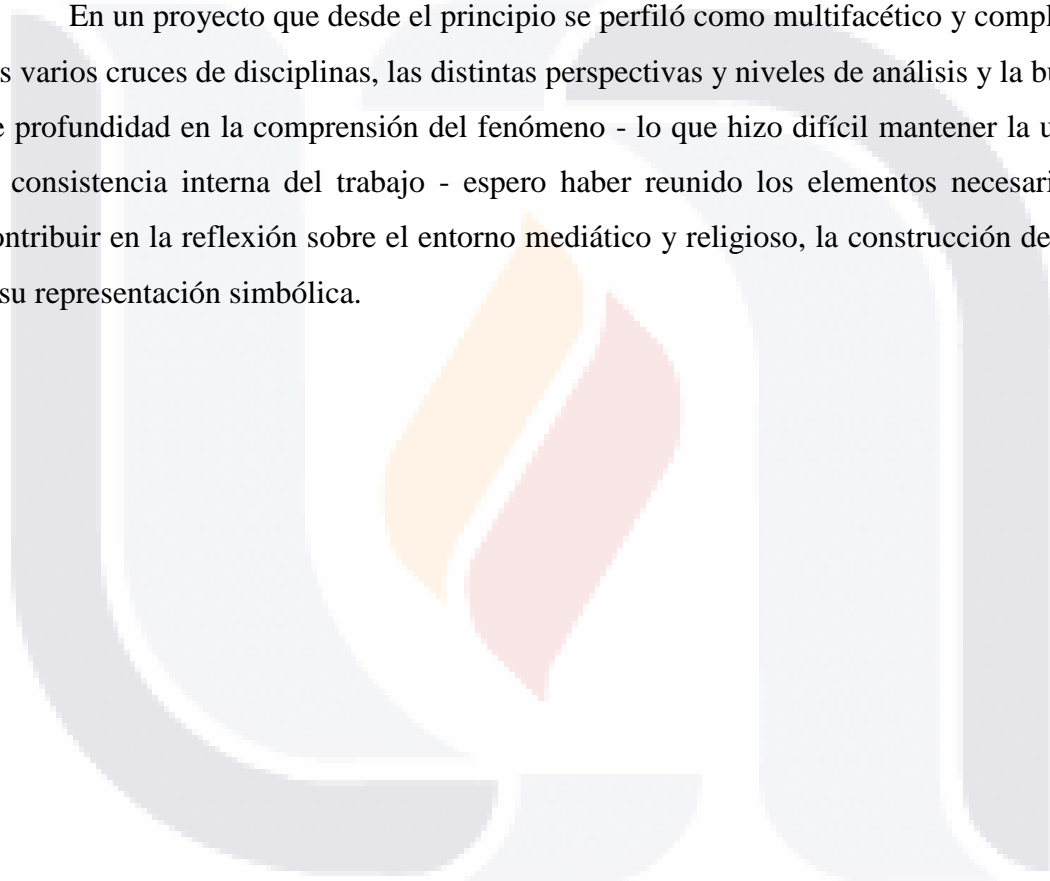 En un proyecto que desde el principio se perfiló como multifacético y compl
s varios cruces de disciplinas, las distintas perspectivas y niveles de análisis y la b
e profundidad en la comprensión del fenómeno - lo que hizo difícil mantener la u
consistencia interna del trabajo - espero haber reunido los elementos necesari
ontribuir en la reflexión sobre el entorno mediático y religioso, la construcción de
su representación simbólica.